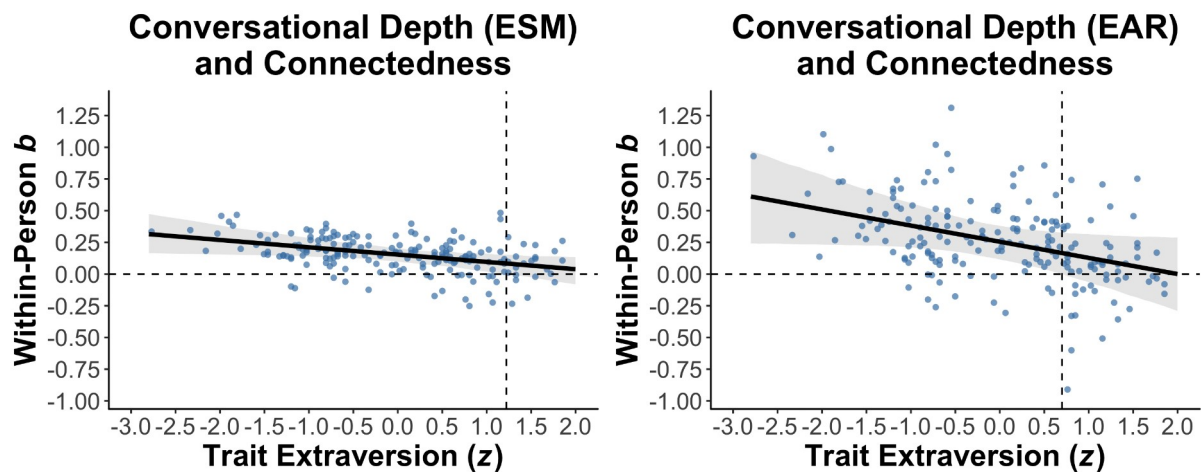 Conversational Depth (ESM)
and Connectedness
Within-Person b
1.25
1.00
0.75
0.50
0.25
0.00
-0.25
-0.50
-0.75
-1.00
-3.0 -2.5 -2.0 -1.5 -1.0 -0.5 0.0 0.5 1.0 1.5 2.0
Trait Extraversion (z)
Conversational Depth (EAR)
and Connectedness
Within-Person b
1.25
1.00
0.75
0.50
0.25
0.00
-0.25
-0.50
-0.75
-1.00
-3.0 -2.5 -2.0 -1.5 -1.0 -0.5 0.0 0.5 1.0 1.5 2.0
Trait Extraversion (z)